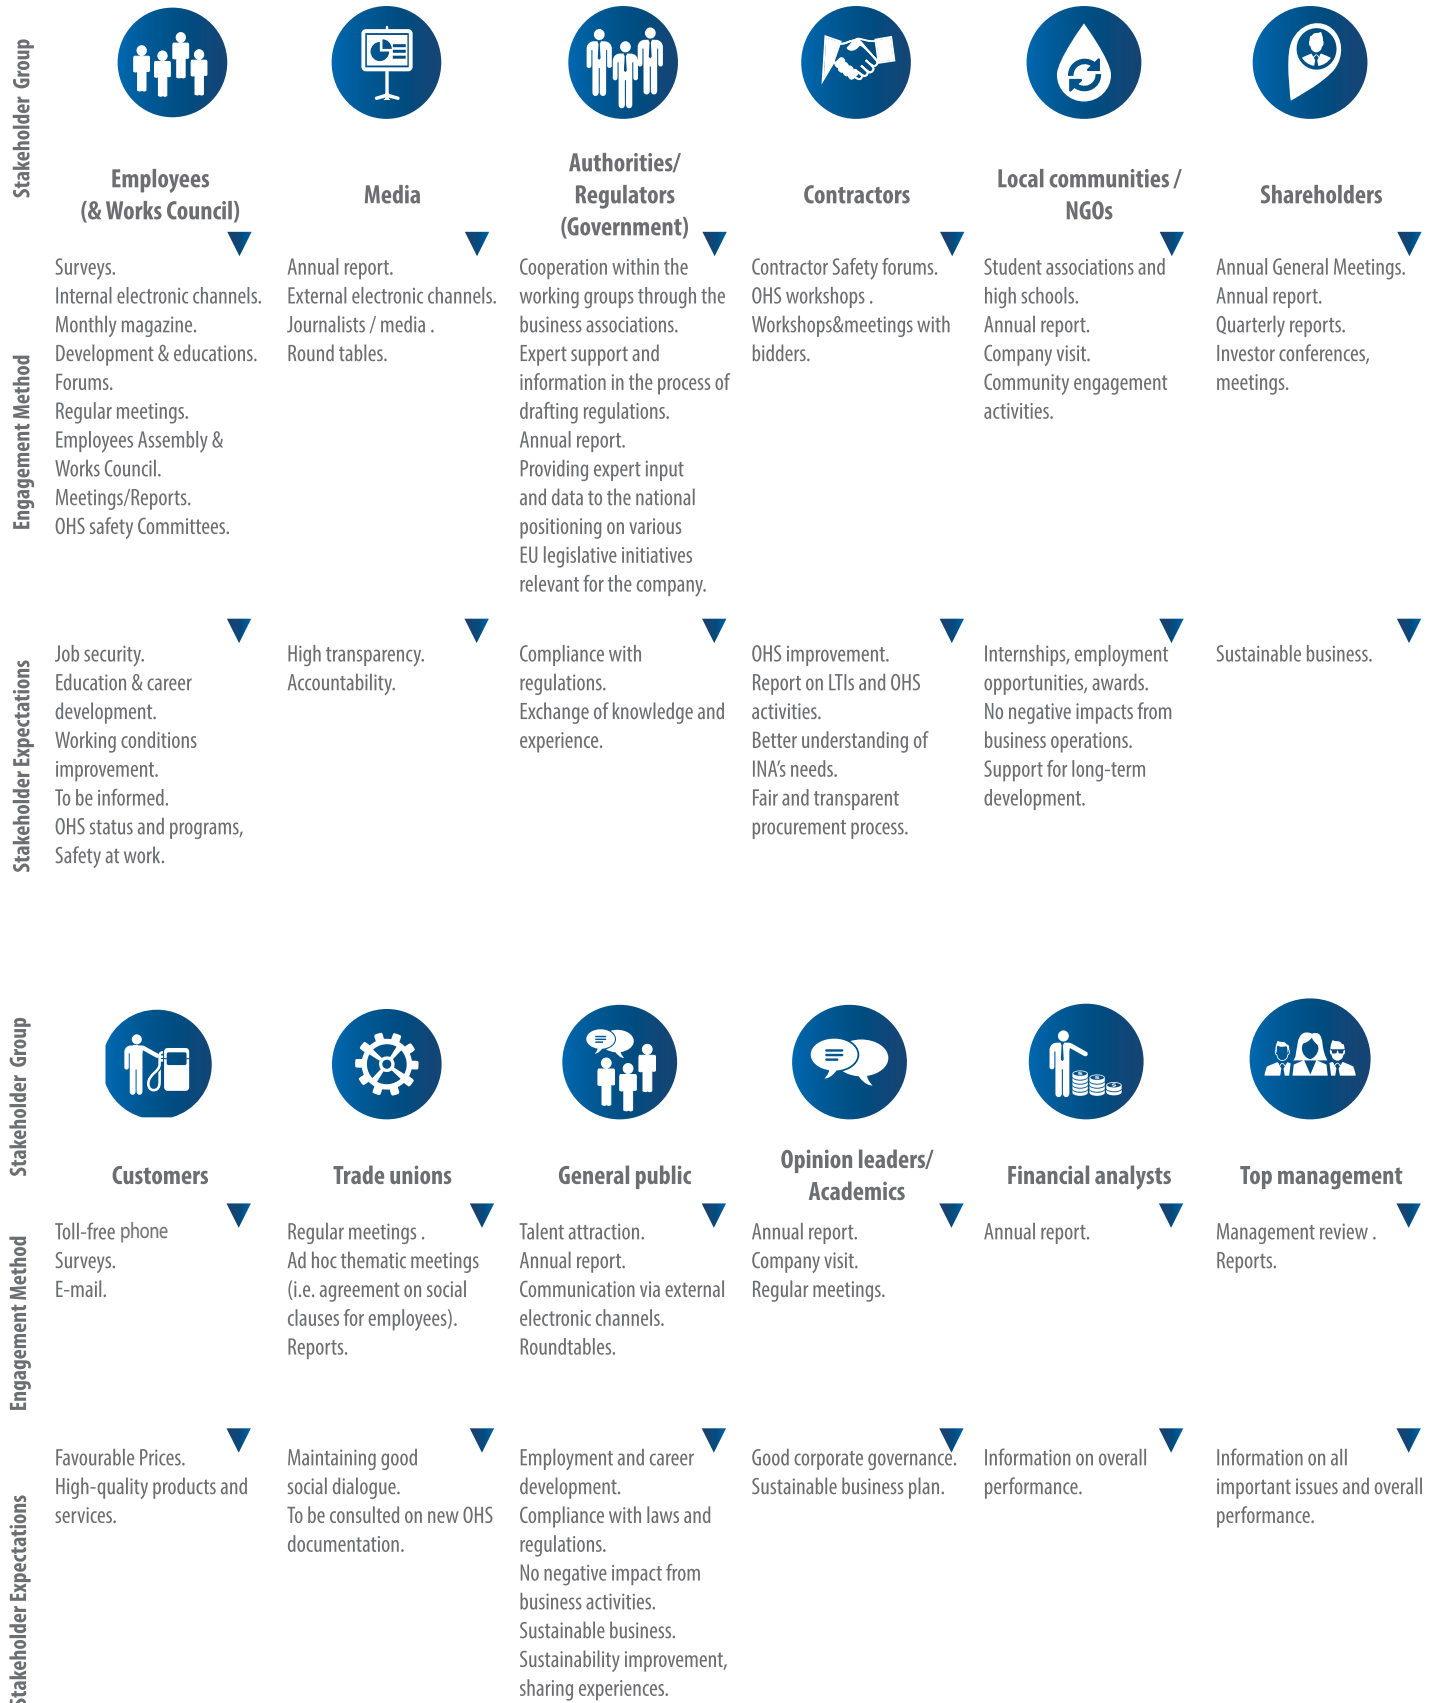 Stakeholder Group
Employees
(& Works Council)
Media
Authorities/
Regulators
(Government)
Contractors
Local communities /
NGOs
Shareholders
Engagement Method
Surveys.
Internal electronic channels.
Monthly magazine.
Development & educations.
Forums.
Regular meetings.
Employees Assembly &
Works Council.
Meetings/Reports.
OHS safety Committees.
Annual report.
External electronic channels.
Journalists / media .
Round tables.
Cooperation within the
working groups through the
business associations.
Expert support and
information in the process of
drafting regulations.
Annual report.
Providing expert input
and data to the national
positioning on various
EU legislative initiatives
relevant for the company.
Contractor Safety forums.
OHS workshops .
Workshops&meetings with
bidders.
Student associations and
high schools.
Annual report.
Company visit.
Community engagement
activities.
Annual General Meetings.
Annual report.
Quarterly reports.
Investor conferences,
meetings.
Stakeholder Expectations
Job security.
Education & career
development.
Working conditions
improvement.
To be informed.
OHS status and programs,
Safety at work.
High transparency.
Accountability.
Compliance with
regulations.
Exchange of knowledge and
experience.
OHS improvement.
Report on LTIs and OHS
activities.
Better understanding of
INA's needs.
Fair and transparent
procurement process.
Internships, employment
opportunities, awards.
No negative impacts from
business operations.
Support for long-term
development.
Sustainable business.
Stakeholder Group
Customers
Trade unions
General public
Opinion leaders/
Academics
Financial analysts
Top management
Engagement Method
Toll-free phone
Surveys.
E-mail.
Regular meetings .
Ad hoc thematic meetings
(i.e. agreement on social
clauses for employees).
Reports.
Talent attraction.
Annual report.
Communication via external
electronic channels.
Roundtables.
Annual report.
Company visit.
Regular meetings.
Annual report.
Management review .
Reports.
Stakeholder Expectations
Favourable Prices.
High-quality products and
services.
Maintaining good
social dialogue.
To be consulted on new OHS
documentation.
Employment and career
development.
Compliance with laws and
regulations.
No negative impact from
business activities.
Sustainable business.
Sustainability improvement,
sharing experiences.
Good corporate governance.
Sustainable business plan.
Information on overall
performance.
Information on all
important issues and overall
performance.